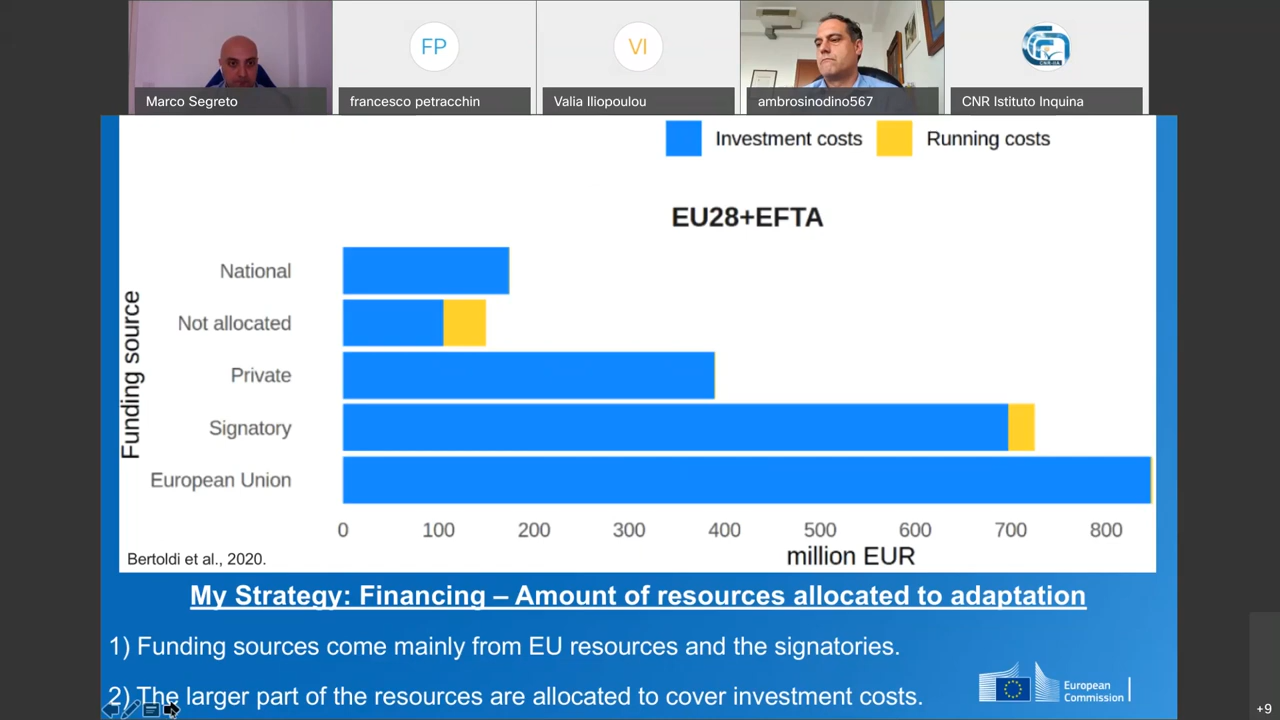 FP
VI
CNR-IIA
Marco Segreto
francesco petracchin
Valia Iliopoulou
ambrosinodino567
CNR Istituto Inquina
Investment costs
Running costs
EU28+EFTA
Funding source
National
Not allocated
Private
Signatory
European Union
0 100 200 300 400 500 600 700 800
million EUR
Bertoldi et al., 2020.
My Strategy: Financing – Amount of resources allocated to adaptation
1) Funding sources come mainly from EU resources and the signatories.
2) The larger part of the resources are allocated to cover investment costs.
European
Commission
+9